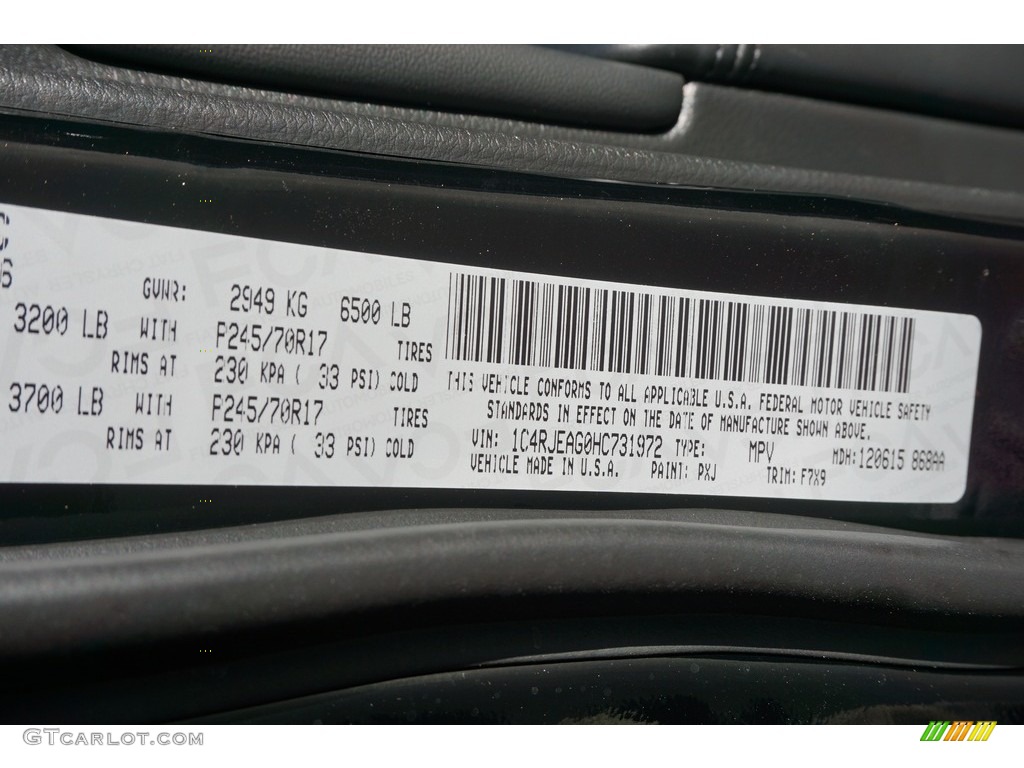 GVWR: 2949 KG 6500 LB
3200 LB WITH P245/70R17 TIRES
RIMS AT 230 KPA ( 33 PSI) COLD
3700 LB WITH P245/70R17 TIRES
RIMS AT 230 KPA ( 33 PSI) COLD
THIS VEHICLE CONFORMS TO ALL APPLICABLE U.S.A. FEDERAL MOTOR VEHICLE SAFETY
STANDARDS IN EFFECT ON THE DATE OF MANUFACTURE SHOWN ABOVE.
VIN: 1C4RJEAG0HC731972 TYPE: MPV MDH:120615 868AA
VEHICLE MADE IN U.S.A. PAINT: PXJ TRIM: F7X9
GTCARLOT.COM